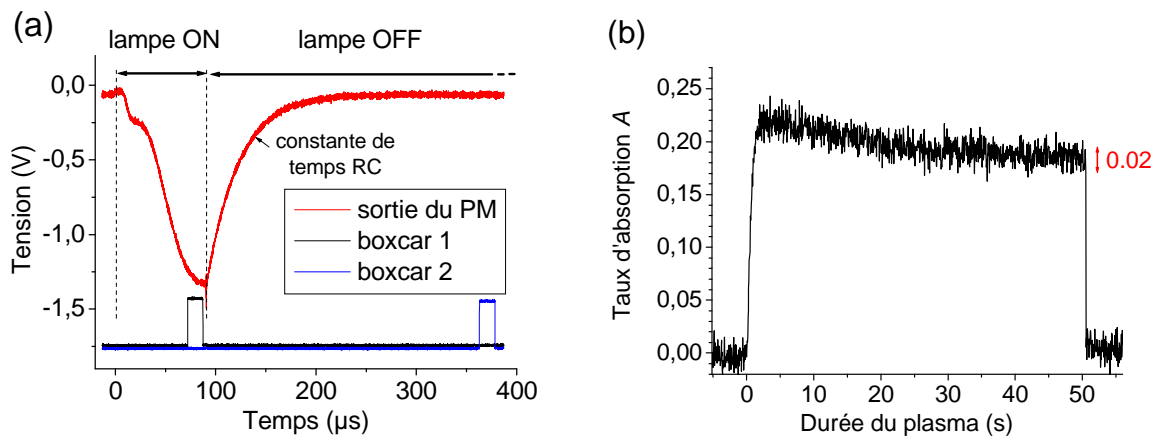 (a)
lampe ON
lampe OFF
0,0
-0,5
-1,0
-1,5
Tension (V)
constante de
temps RC
sortie du PM
boxcar 1
boxcar 2
0
100
200
300
400
Temps (µs)
(b)
0,25
0,20
0,15
0,10
0,05
0,00
Taux d'absorption A
0.02
0
10
20
30
40
50
Durée du plasma (s)